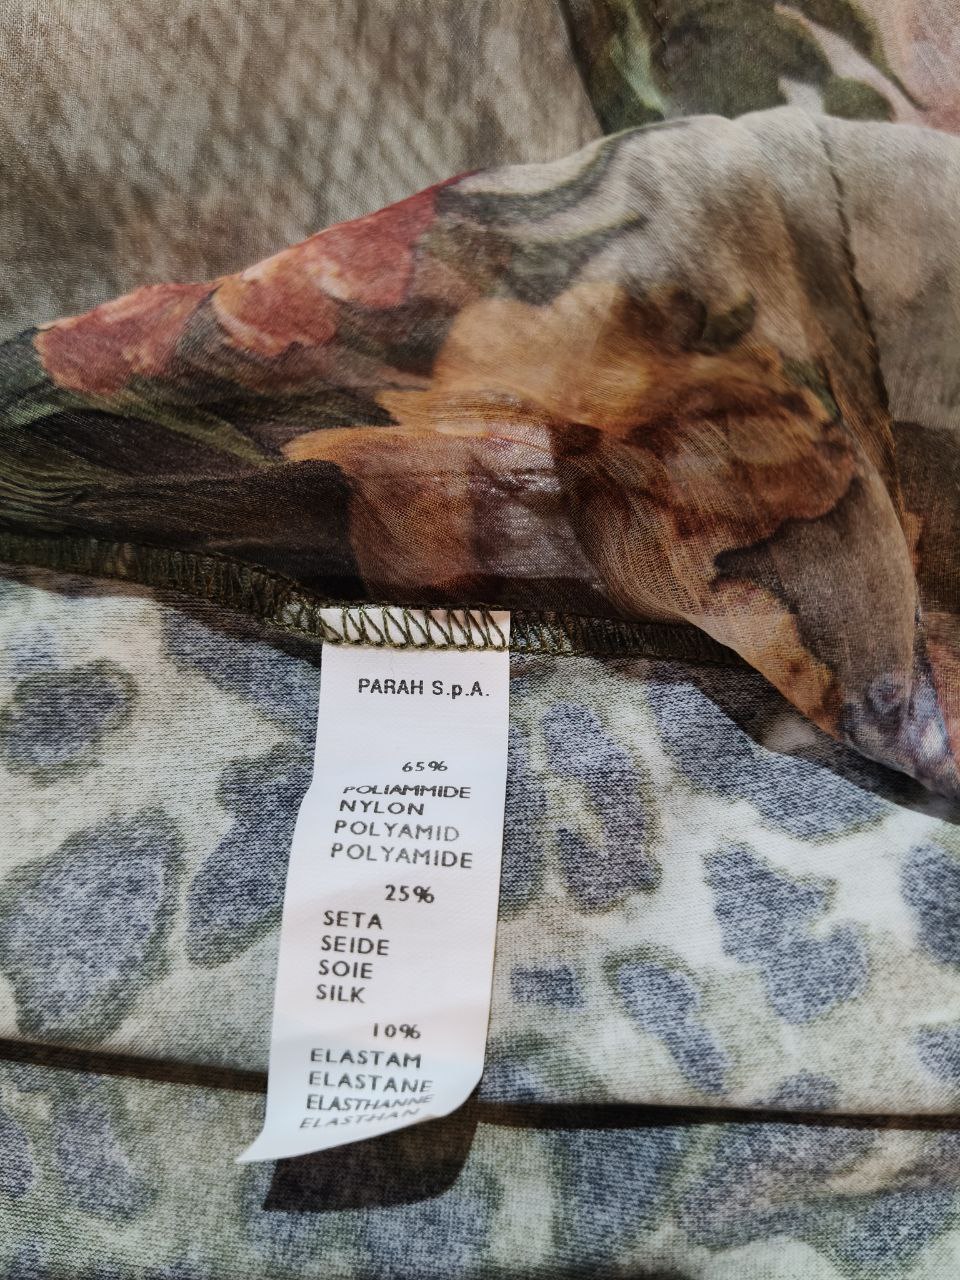 PARAH S.p.A.
65%
POLIAMMIDE
NYLON
POLYAMID
POLYAMIDE
25%
SETA
SEIDE
SOIE
SILK
10%
ELASTAM
ELASTANE
ELASTHANNE
ELASTHAN